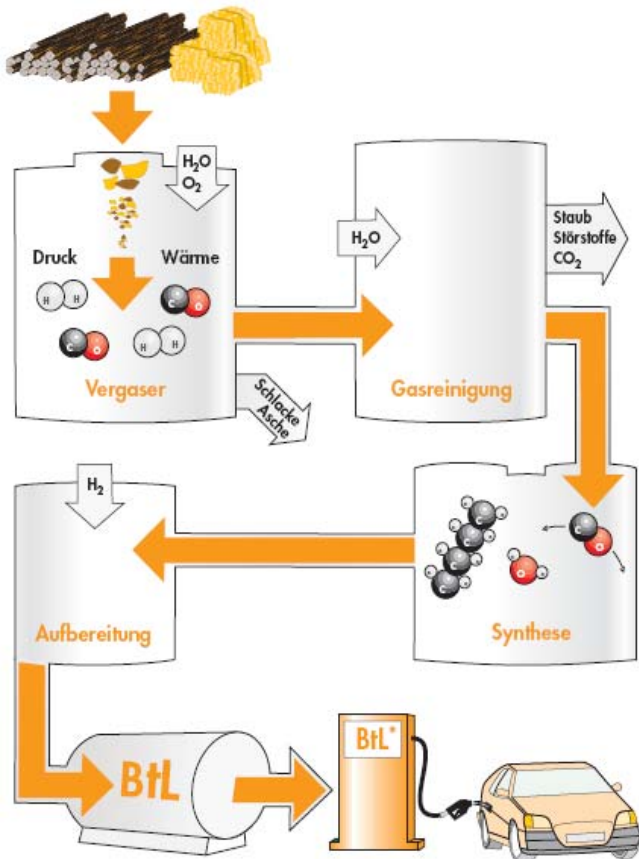 H₂O
O₂
Druck
Wärme
H H
C O
C O
H H
Vergaser
Schlacke
Asche
H₂O
Staub
Störstoffe
CO₂
Gasreinigung
H₂
Aufbereitung
C
C
C
C
O
C
O
Synthese
BtL
BtL*